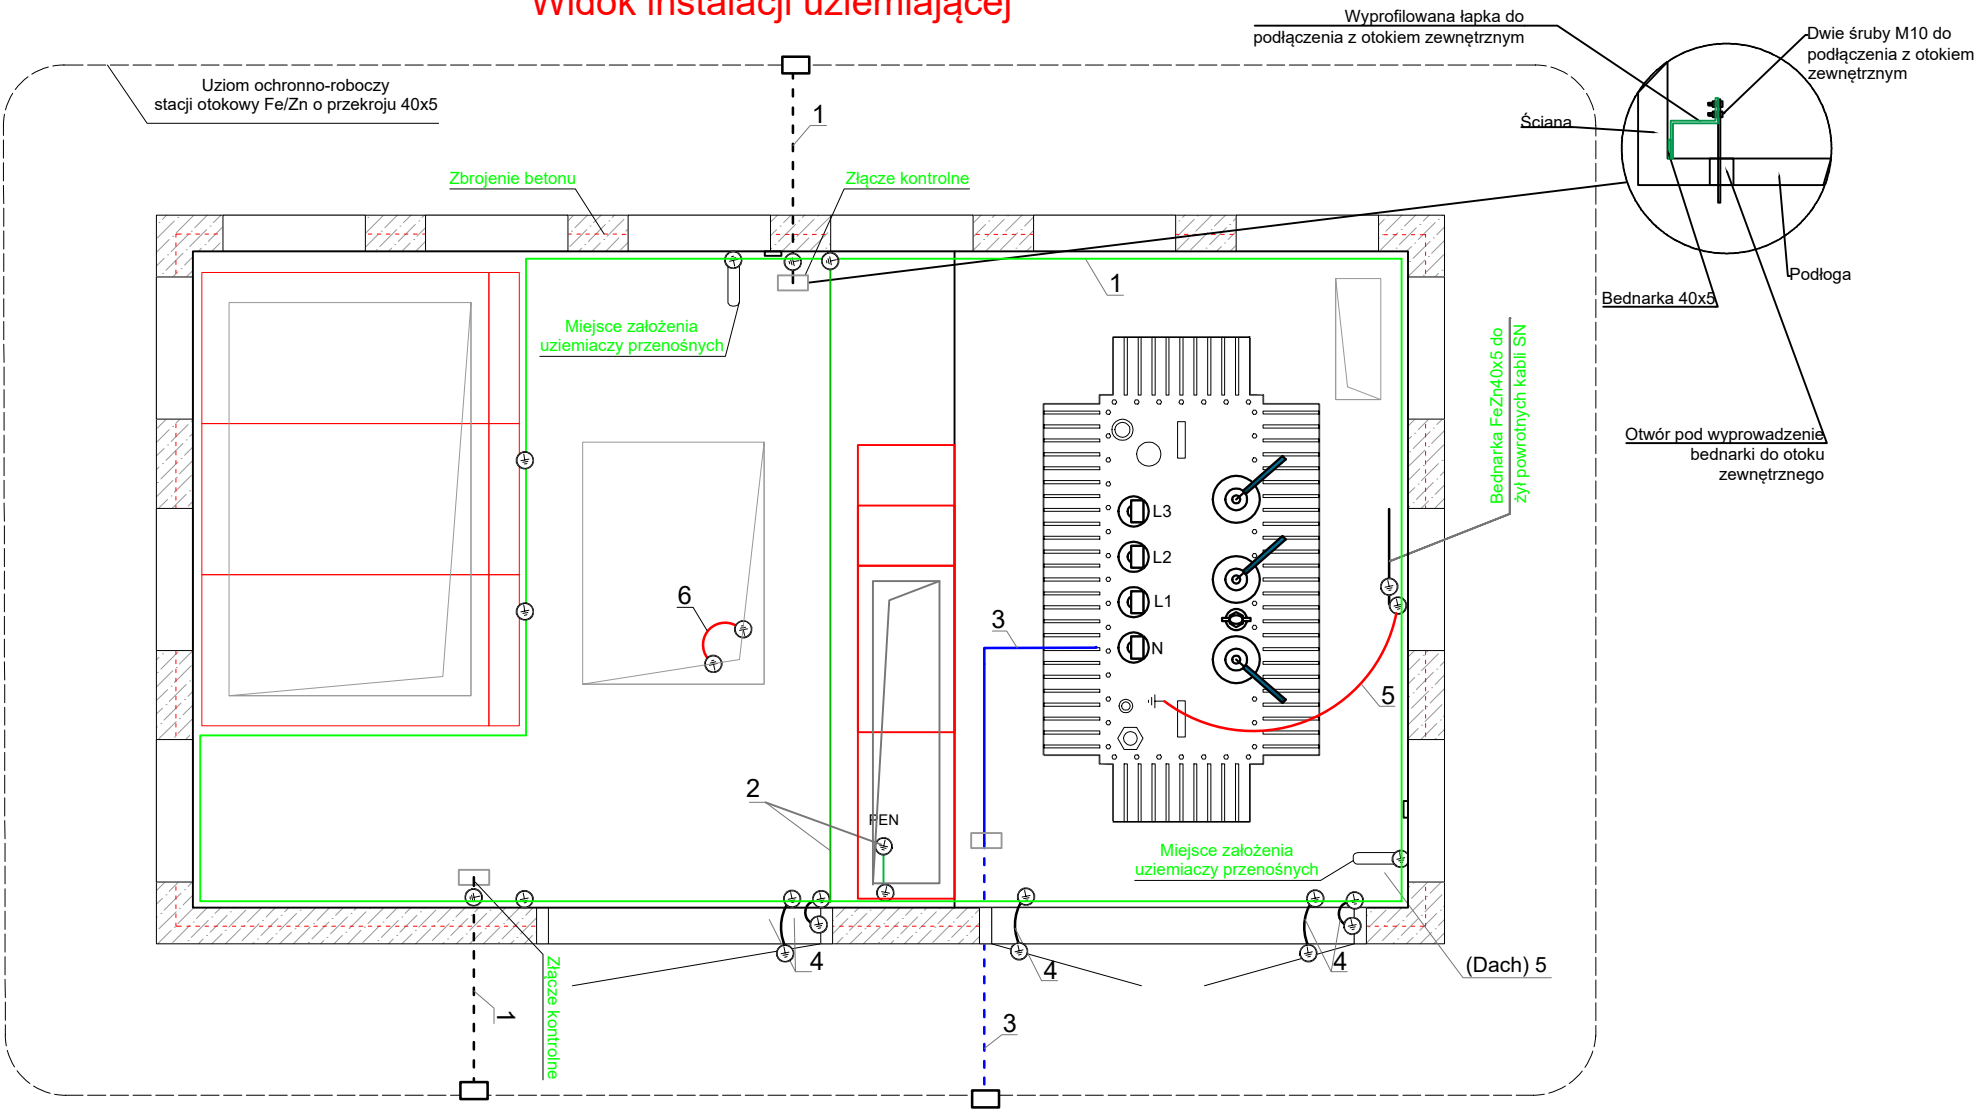 Widok instalacji uziemiającej
Wyprofilowana łapka do
podłączenia z otokiem zewnętrznym
Dwie śruby M10 do
podłączenia z otokiem
zewnętrznym
Uziom ochronno-roboczy
stacji otokowy Fe/Zn o przekroju 40x5
1
Ściana
Zbrojenie betonu
Złącze kontrolne
Podłoga
1
Bednarka 40x5
Miejsce założenia
uziemiaczy przenośnych
Bednarka FeZn40x5 do
żył powrotnych kabli SN
Otwór pod wyprowadzenie
bednarki do otoku
zewnętrznego
L3
L2
L1
N
6
3
5
2
PEN
Miejsce założenia
uziemiaczy przenośnych
4
4
4
(Dach) 5
Złącze kontrolne
1
3